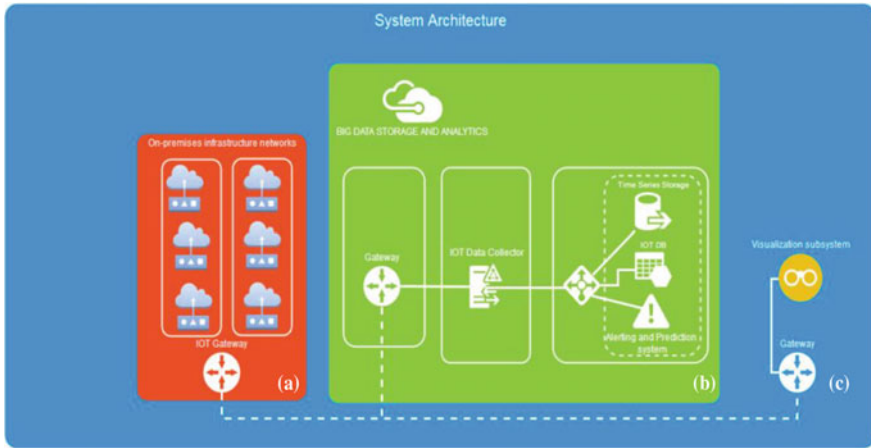 System Architecture
On-premises infrastructure networks
IOT Gateway
(a)
BIG DATA STORAGE AND ANALYTICS
Gateway
IOT Data Collector
Time Series Storage
IOT DB
Alerting and Prediction
system
(b)
Visualization subsystem
Gateway
(c)